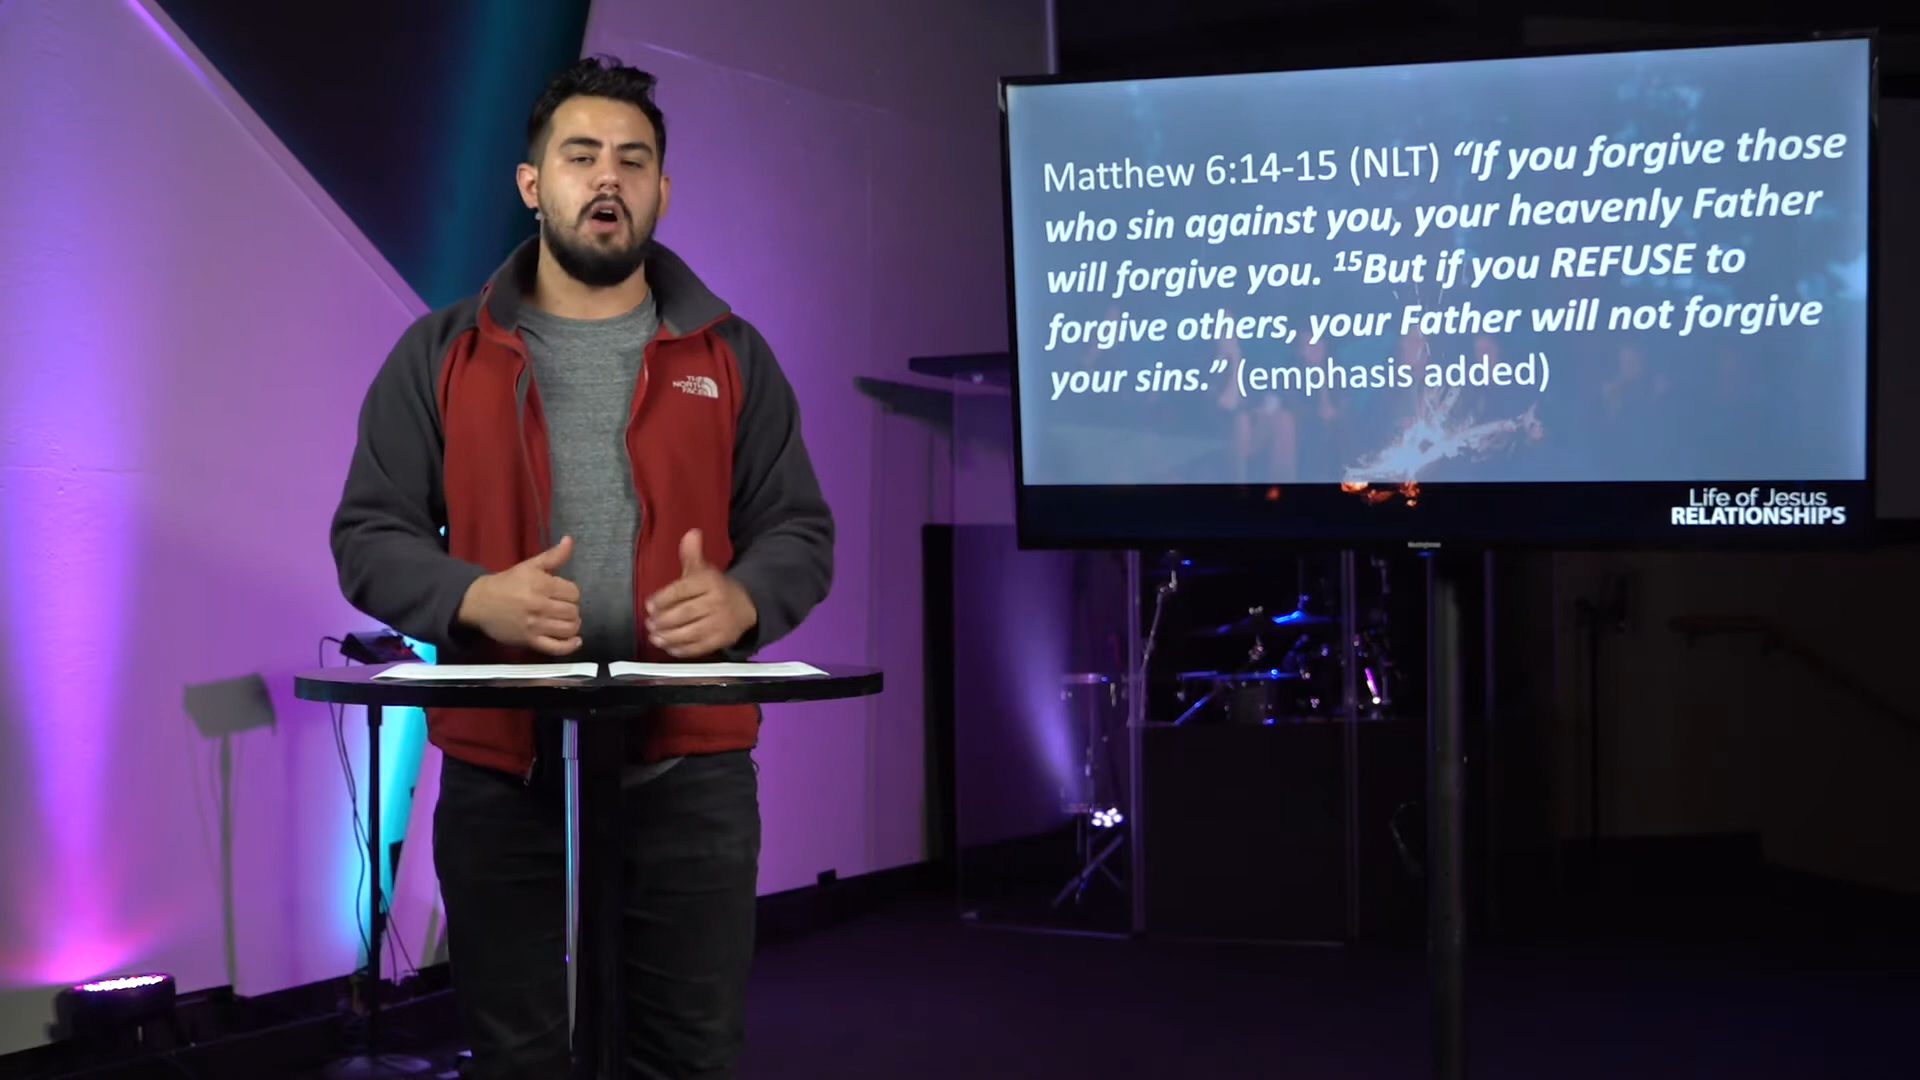 THE
NORTH
FACE
Matthew 6:14-15 (NLT) “If you forgive those
who sin against you, your heavenly Father
will forgive you. ¹⁵But if you REFUSE to
forgive others, your Father will not forgive
your sins.” (emphasis added)
Life of Jesus
RELATIONSHIPS